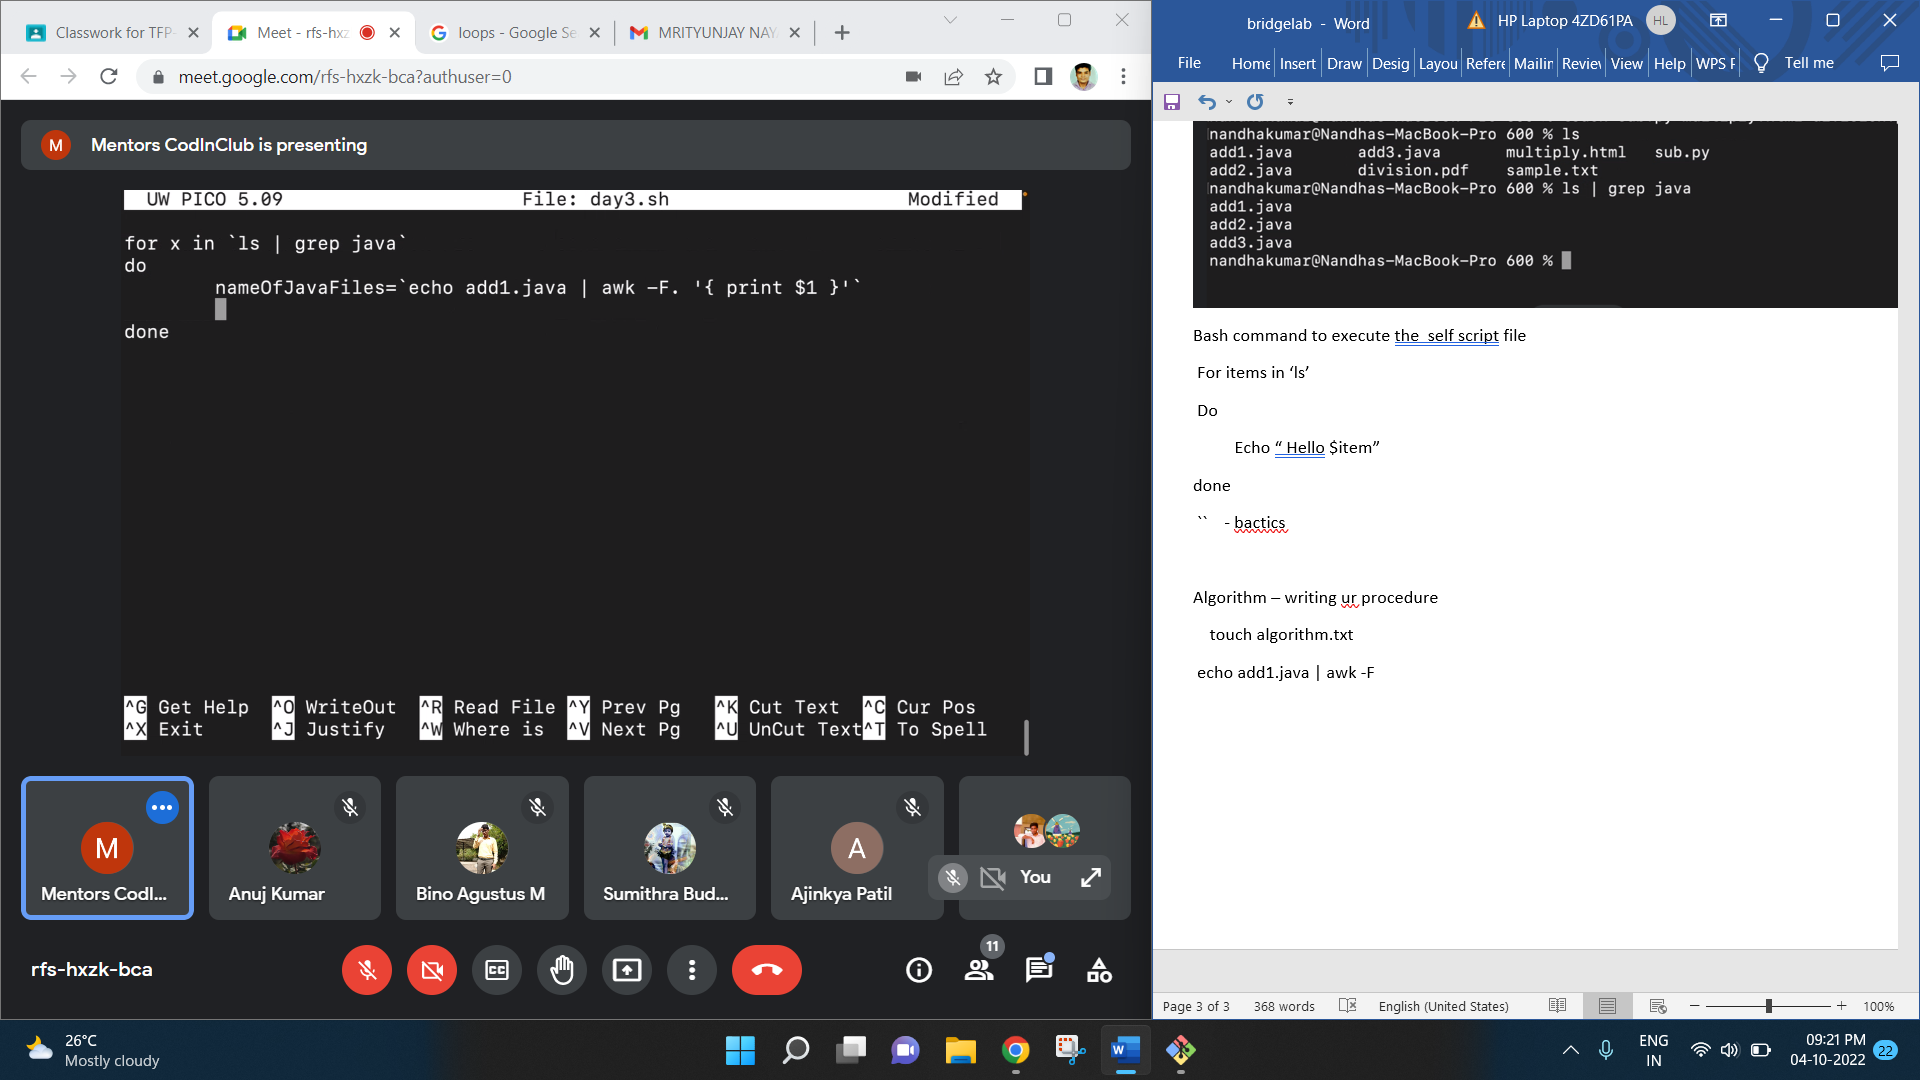 Classwork for TFP-
Meet - rfs-hxz
loops - Google Se
MRITYUNJAY NAY
meet.google.com/rfs-hxzk-bca?authuser=0
M
Mentors CodInClub is presenting
UW PICO 5.09 File: day3.sh Modified
for x in `ls | grep java`
do
nameOfJavaFiles=`echo add1.java | awk -F. '{ print $1 }'`
done
^G Get Help ^O WriteOut ^R Read File ^Y Prev Pg ^K Cut Text ^C Cur Pos
^X Exit ^J Justify ^W Where is ^V Next Pg ^U UnCut Text ^T To Spell
M
Mentors CodI...
Anuj Kumar
Bino Agustus M
Sumithra Bud...
A
Ajinkya Patil
You
rfs-hxzk-bca
CC
11
bridgelab - Word
HP Laptop 4ZD61PA
HL
File Home Insert Draw Desig Layou Refere Mailin Reviev View Help WPS F Tell me
nandhakumar@Nandhas-MacBook-Pro 600 % ls
add1.java add3.java multiply.html sub.py
add2.java division.pdf sample.txt
nandhakumar@Nandhas-MacBook-Pro 600 % ls | grep java
add1.java
add2.java
add3.java
nandhakumar@Nandhas-MacBook-Pro 600 %
Bash command to execute the  self script file
For items in ‘ls’
Do
Echo “ Hello $item”
done
`` - bactics
Algorithm – writing ur procedure
touch algorithm.txt
echo add1.java | awk -F
Page 3 of 3 368 words English (United States) 100%
26°C
Mostly cloudy
W
ENG
IN
09:21 PM
04-10-2022
22